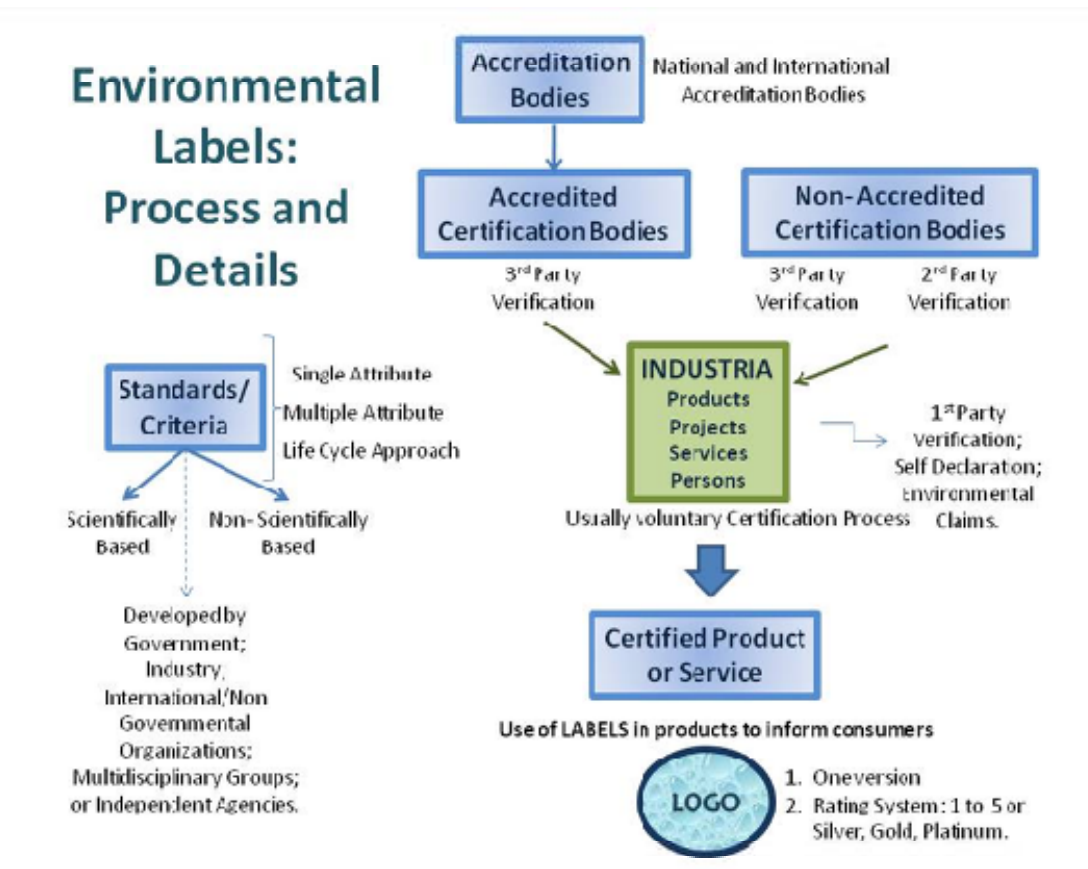 Environmental
Labels:
Process and
Details
Accreditation
Bodies
National and International
Accreditation Bodies
Accredited
Certification Bodies
Non-Accredited
Certification Bodies
3rd Party
Verification
3rd Party
Verification
2nd Party
Verification
Standards/
Criteria
Single Attribute
Multiple Attribute
Life Cycle Approach
Scientifically
Based
Non-Scientifically
Based
Developed by
Government;
Industry;
International/Non
Governmental
Organizations;
Multidisciplinary Groups;
or Independent Agencies.
INDUSTRIA
Products
Projects
Services
Persons
1st Party
Verification;
Self Declaration;
Environmental
Claims.
Usually voluntary Certification Process
Certified Product
or Service
Use of LABELS in products to inform consumers
LOGO
1. One version
2. Rating System: 1 to 5 or
Silver, Gold, Platinum.